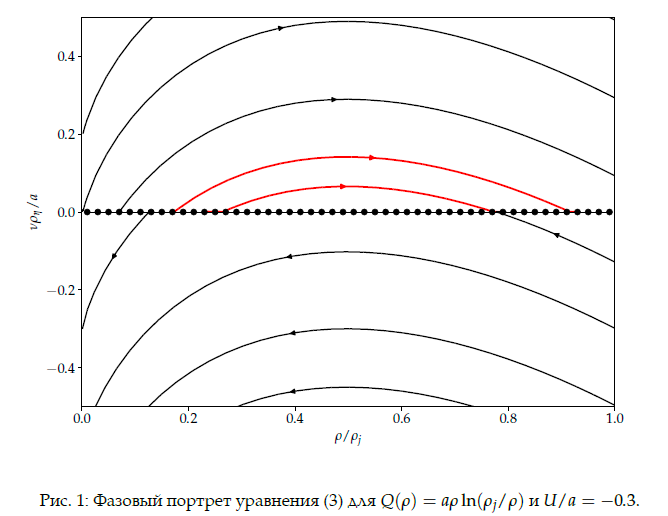 0.4
0.2
0.0
−0.2
−0.4
νρη/a
0.0 0.2 0.4 0.6 0.8 1.0
ρ/ρj
Рис. 1: Фазовый портрет уравнения (3) для Q(ρ) = aρ ln(ρj/ρ) и U/a = −0.3.